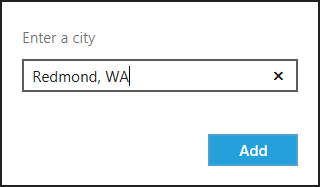 Enter a city
Redmond, WA
Add